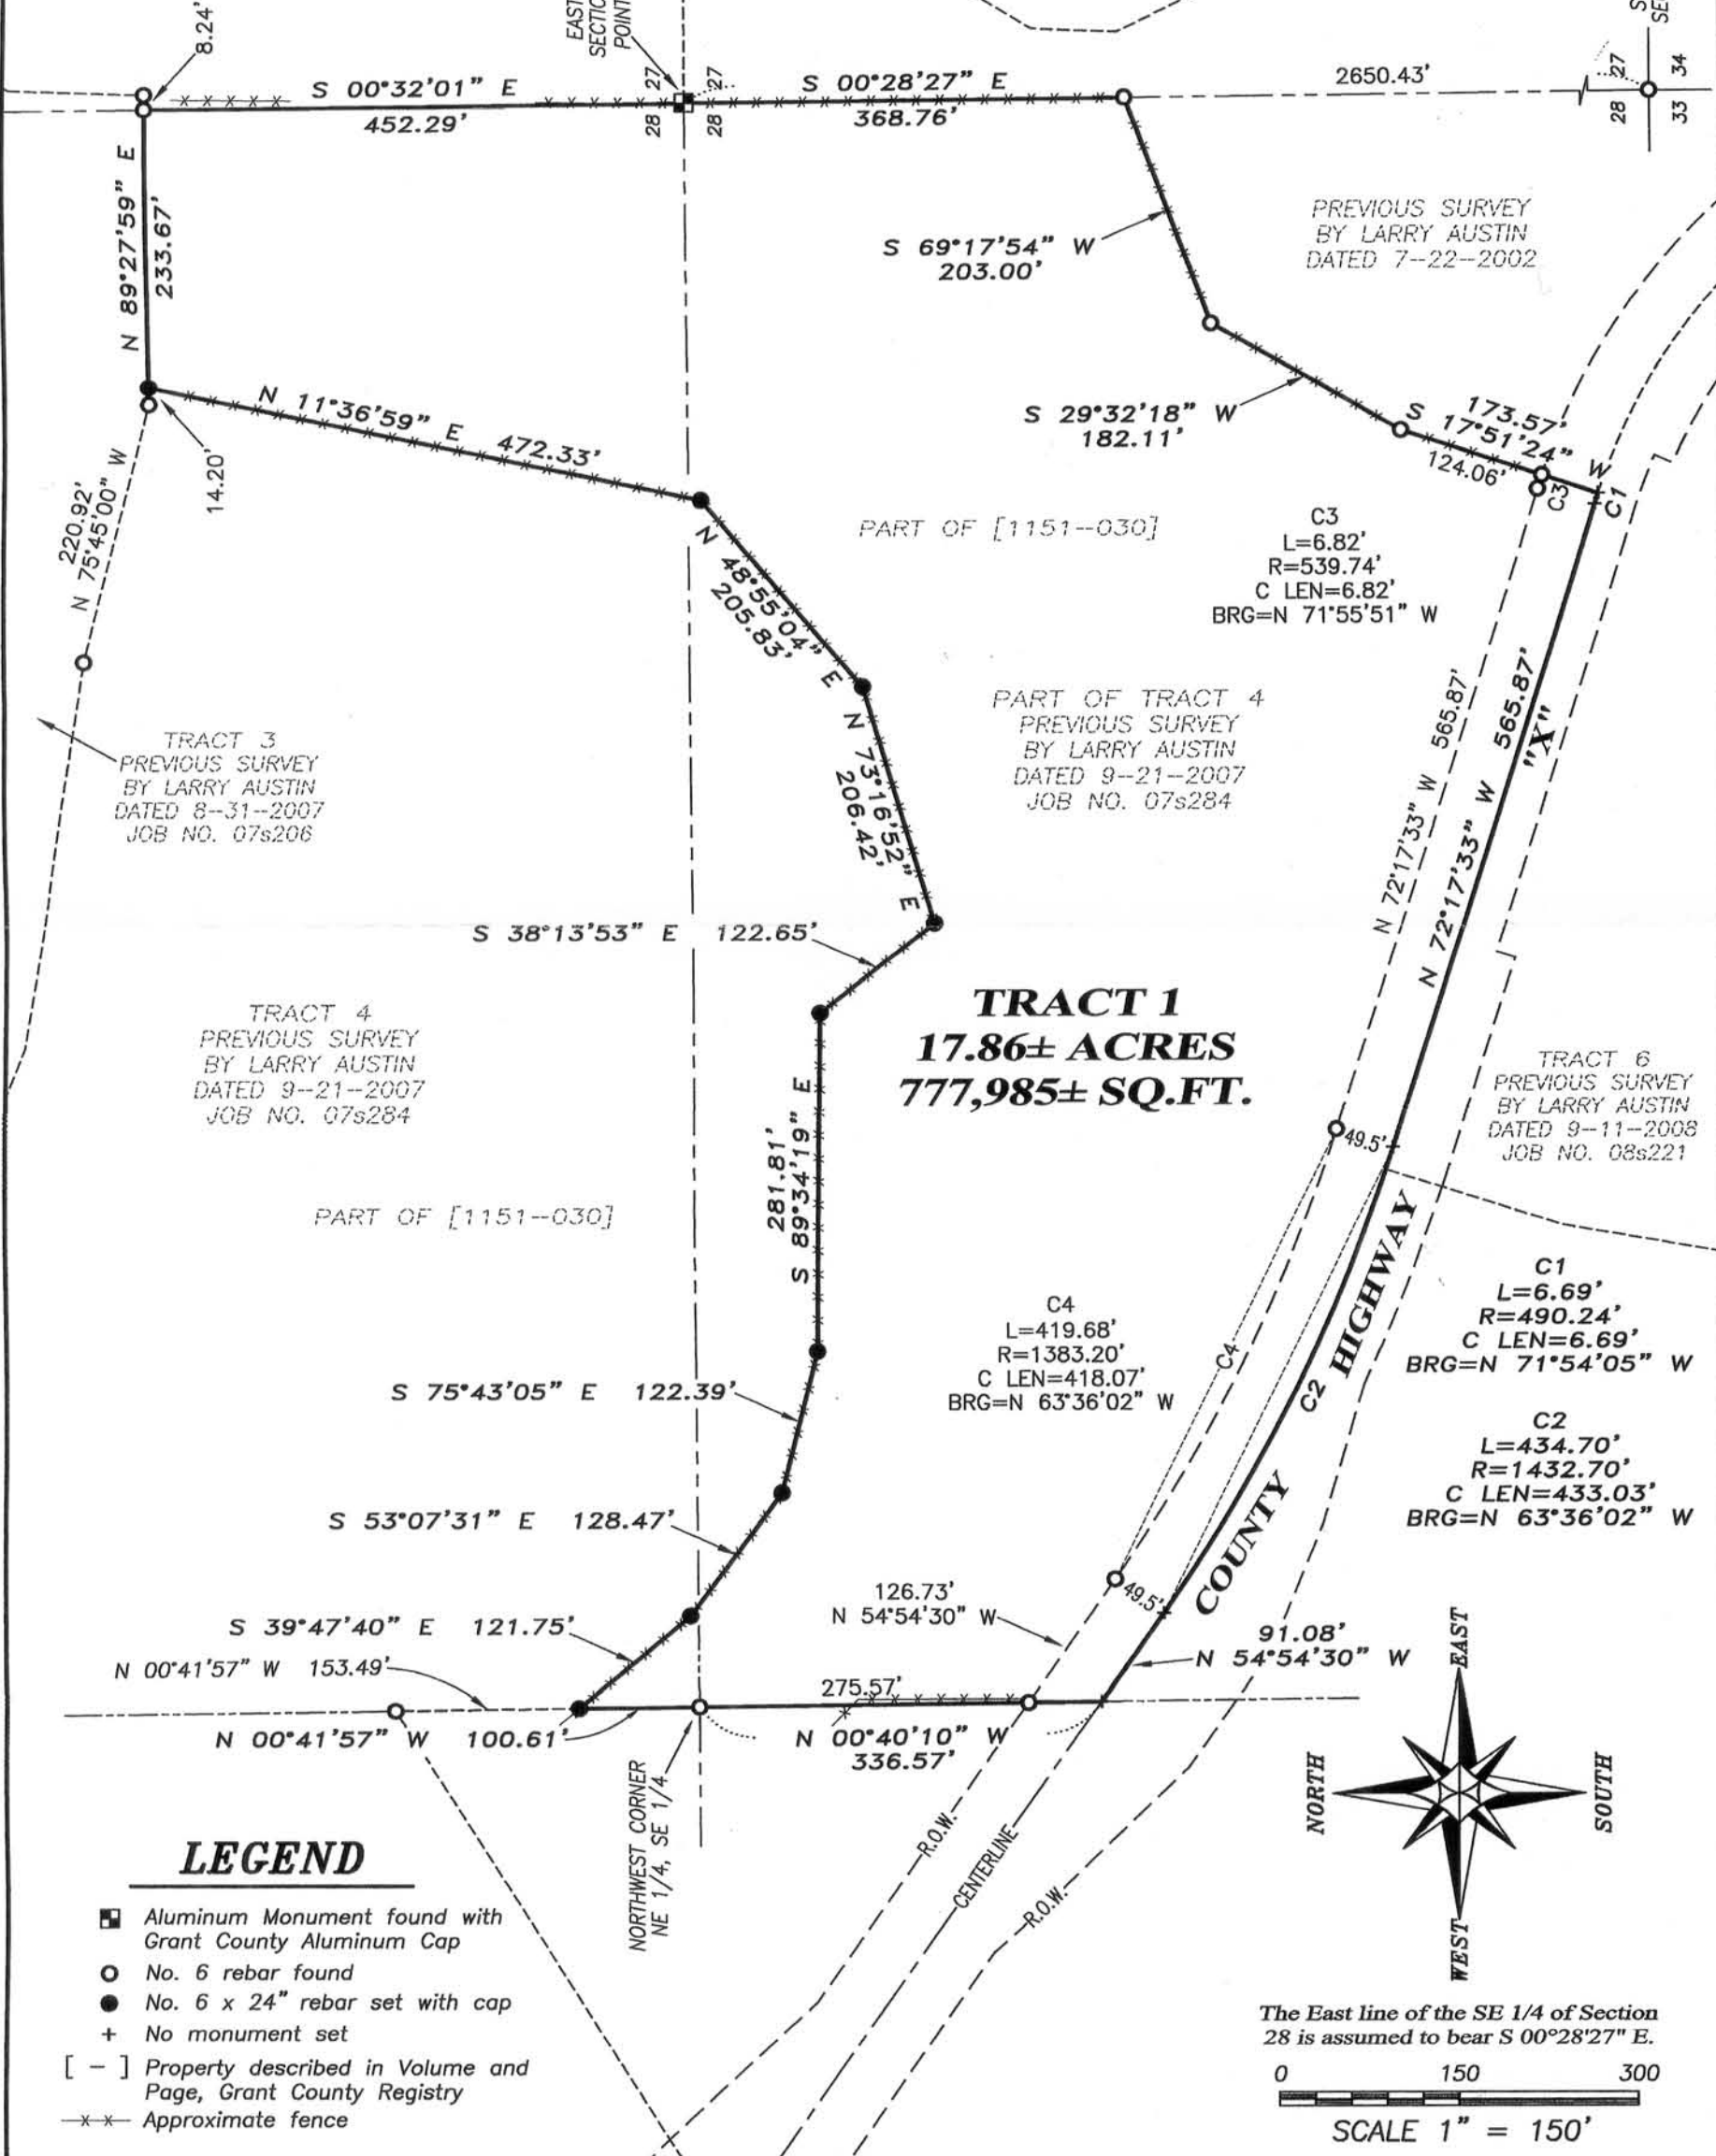 8.24'
EAST
SECTIO
POINT
S
SEC
S 00°32'01" E
452.29'
27
27
28
28
S 00°28'27" E
368.76'
2650.43'
27
34
28
33
N 89°27'59" E
233.67'
S 69°17'54" W
203.00'
PREVIOUS SURVEY
BY LARRY AUSTIN
DATED 7--22--2002
N 11°36'59" E 472.33'
14.20'
220.92'
N 75°45'00" W
S 29°32'18" W
182.11'
173.57'
S 17°51'24" W
124.06'
C3
C1
PART OF [1151--030]
C3
L=6.82'
R=539.74'
C LEN=6.82'
BRG=N 71°55'51" W
N 48°55'04" E
205.83'
N 72°17'33" W 565.87'
N 72°17'33" W 565.87'
"X"
TRACT 3
PREVIOUS SURVEY
BY LARRY AUSTIN
DATED 8--31--2007
JOB NO. 07s206
N 73°16'52" E
206.42'
PART OF TRACT 4
PREVIOUS SURVEY
BY LARRY AUSTIN
DATED 9--21--2007
JOB NO. 07s284
S 38°13'53" E 122.65'
TRACT 1
17.86± ACRES
777,985± SQ.FT.
TRACT 4
PREVIOUS SURVEY
BY LARRY AUSTIN
DATED 9--21--2007
JOB NO. 07s284
TRACT 6
PREVIOUS SURVEY
BY LARRY AUSTIN
DATED 9--11--2008
JOB NO. 08s221
281.81'
S 89°34'19" E
49.5'
PART OF [1151--030]
C4
L=419.68'
R=1383.20'
C LEN=418.07'
BRG=N 63°36'02" W
C4
C2
COUNTY HIGHWAY
C1
L=6.69'
R=490.24'
C LEN=6.69'
BRG=N 71°54'05" W
C2
L=434.70'
R=1432.70'
C LEN=433.03'
BRG=N 63°36'02" W
S 75°43'05" E 122.39'
S 53°07'31" E 128.47'
126.73'
N 54°54'30" W
49.5'
S 39°47'40" E 121.75'
91.08'
N 54°54'30" W
N 00°41'57" W 153.49'
275.57'
N 00°41'57" W 100.61'
N 00°40'10" W
336.57'
NORTHWEST CORNER
NE 1/4, SE 1/4
R.O.W.
CENTERLINE
R.O.W.
EAST
NORTH
SOUTH
WEST
LEGEND
Aluminum Monument found with
Grant County Aluminum Cap
No. 6 rebar found
No. 6 x 24" rebar set with cap
+ No monument set
[ - ] Property described in Volume and
Page, Grant County Registry
—x-x— Approximate fence
The East line of the SE 1/4 of Section
28 is assumed to bear S 00°28'27" E.
0 150 300
SCALE 1" = 150'